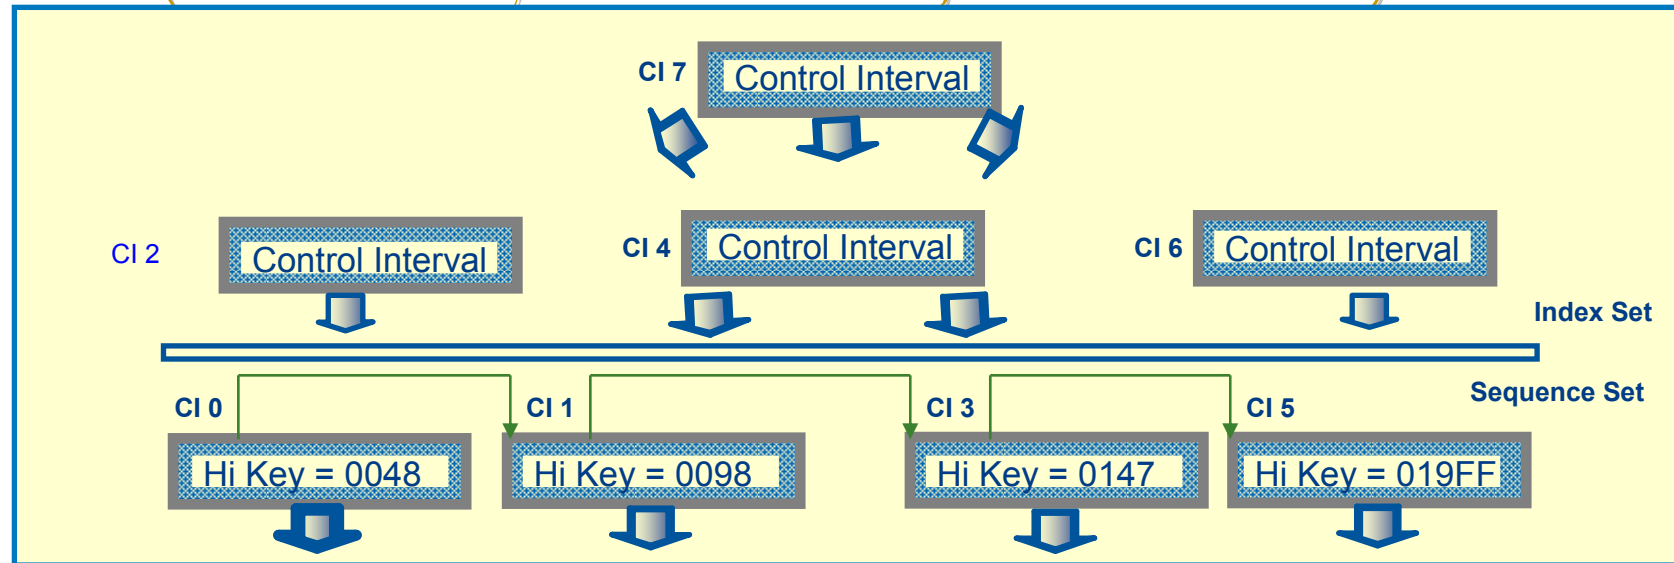 CI 7 Control Interval
CI 2 Control Interval
CI 4 Control Interval
CI 6 Control Interval
Index Set
Sequence Set
CI 0
CI 1
CI 3
CI 5
Hi Key = 0048
Hi Key = 0098
Hi Key = 0147
Hi Key = 019FF